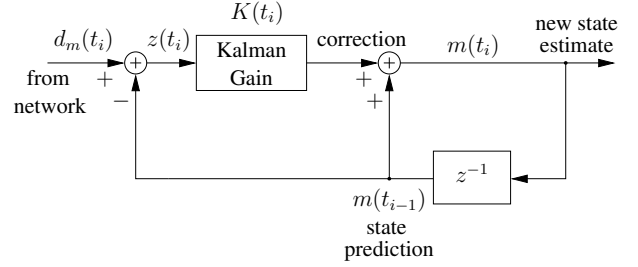 K(t_i)
d_m(t_i)
z(t_i)
Kalman
Gain
correction
m(t_i)
new state
estimate
from
network
+
+
−
+
+
+
z^{-1}
m(t_{i−1})
state
prediction